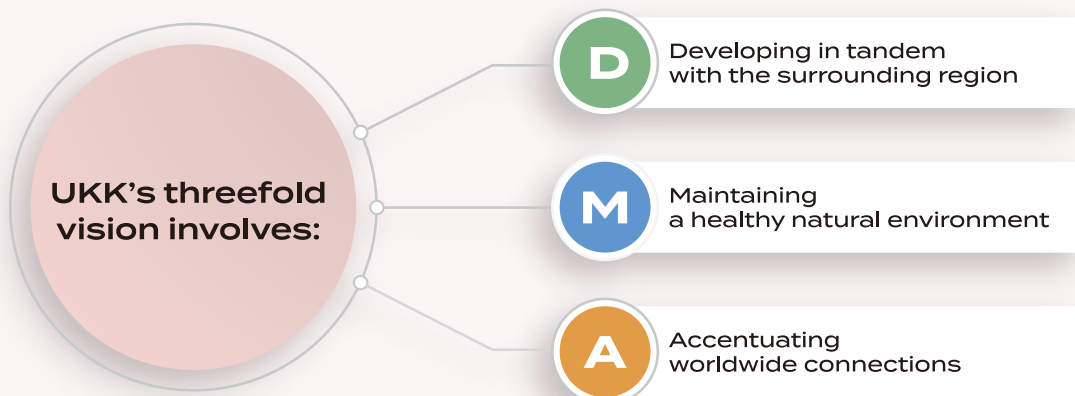 UKK’s threefold
vision involves:
D
Developing in tandem
with the surrounding region
M
Maintaining
a healthy natural environment
A
Accentuating
worldwide connections